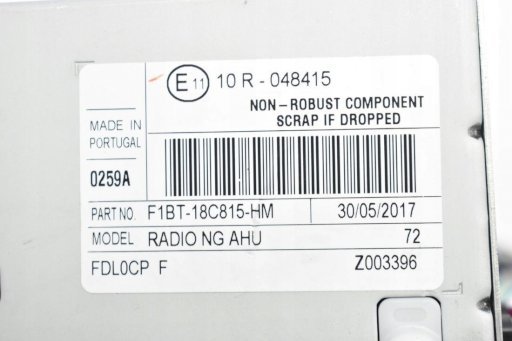 E 11 10 R - 048415
NON - ROBUST COMPONENT
SCRAP IF DROPPED
MADE IN
PORTUGAL
0259A
PART NO. F1BT-18C815-HM 30/05/2017
MODEL RADIO NG AHU 72
FDL0CP F Z003396